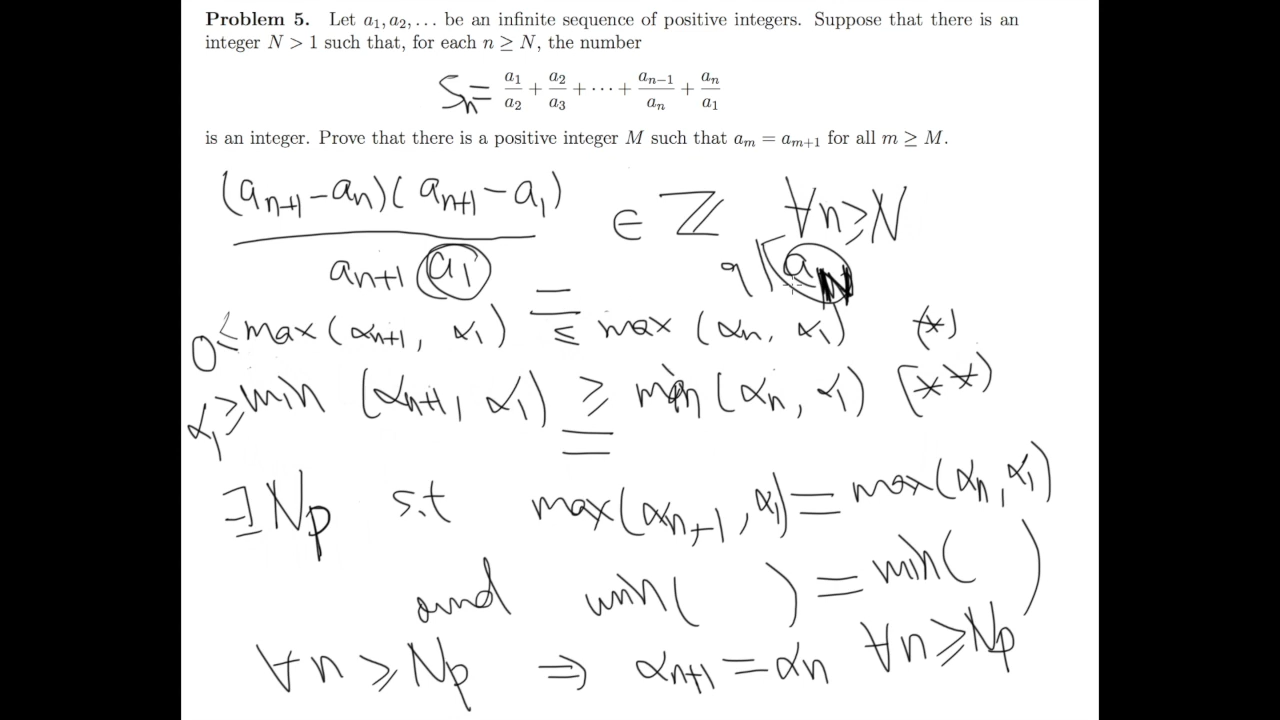 Problem 5. Let a₁, a₂, … be an infinite sequence of positive integers. Suppose that there is an
integer N > 1 such that, for each n ≥ N, the number
Sₙ = a₁/a₂ + a₂/a₃ + ⋯ + aₙ₋₁/aₙ + aₙ/a₁
is an integer. Prove that there is a positive integer M such that aₘ = aₘ₊₁ for all m ≥ M.
(aₙ₊₁ − aₙ)(aₙ₊₁ − a₁) / aₙ₊₁ a₁ ∈ ℤ ∀n ≥ N
q ∤ a_N
0 ≤ max(αₙ₊₁, α₁) = ≤ max(αₙ, α₁) (*)
α₁ ≥ min(αₙ₊₁, α₁) ≥ = min(αₙ, α₁) (**)
∃ Nₚ s.t max(αₙ₊₁, α₁) = max(αₙ, α₁)
and min( ) = min( )
∀n ≥ Nₚ ⇒ αₙ₊₁ = αₙ ∀n ≥ Nₚ